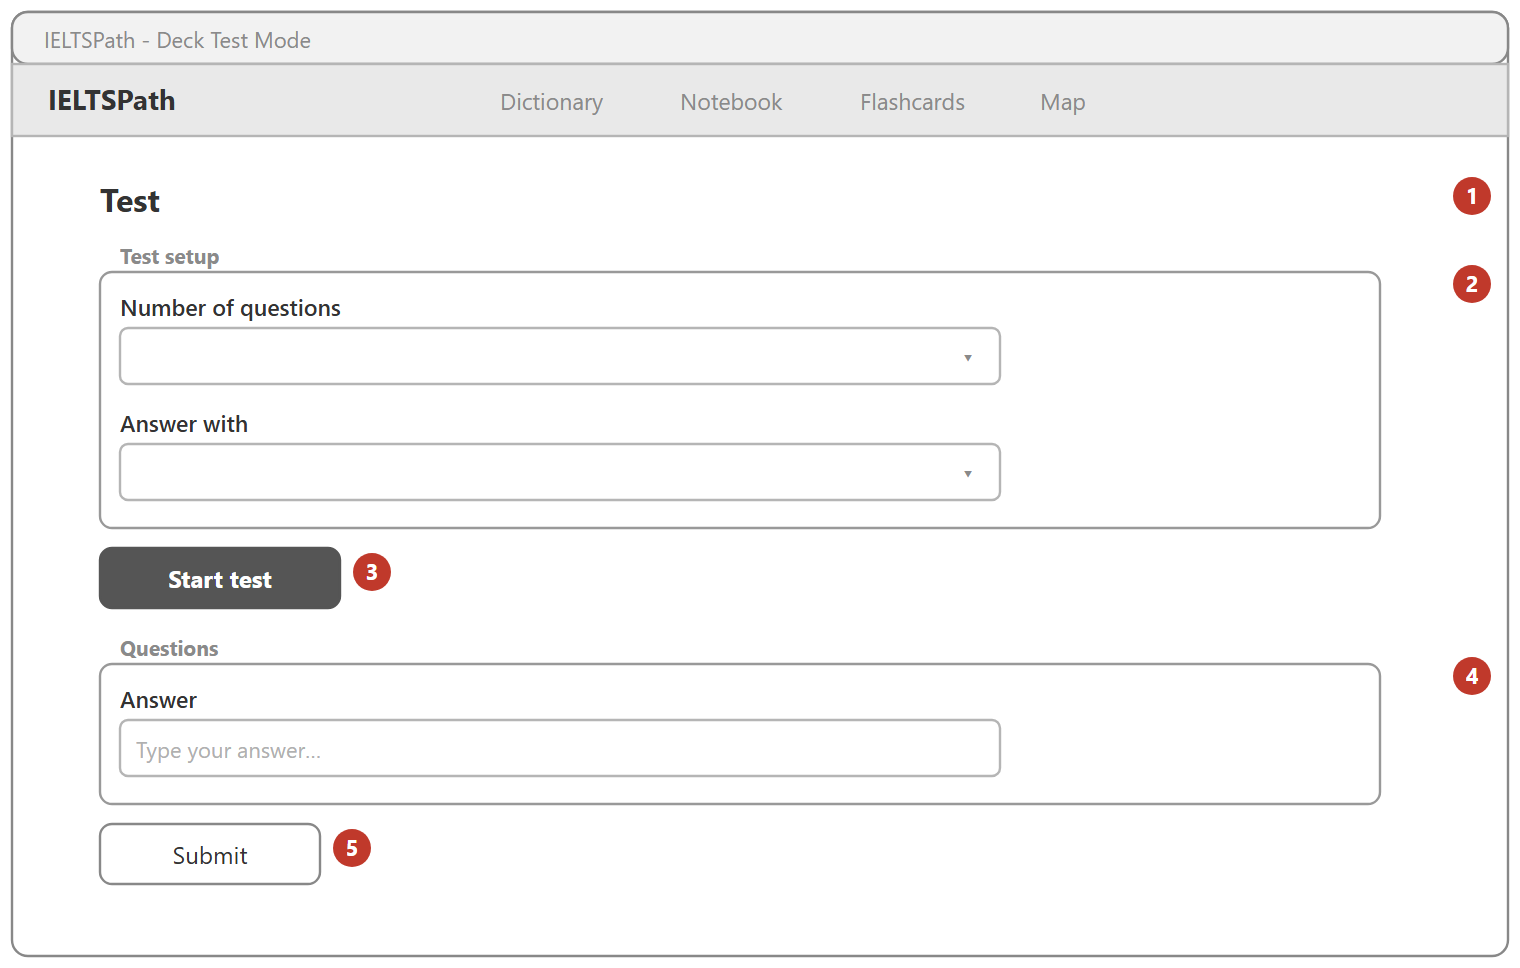 IELTSPath - Deck Test Mode
IELTSPath Dictionary Notebook Flashcards Map
Test 1
Test setup
2
Number of questions
Answer with
Start test 3
Questions
4
Answer
Type your answer...
Submit 5